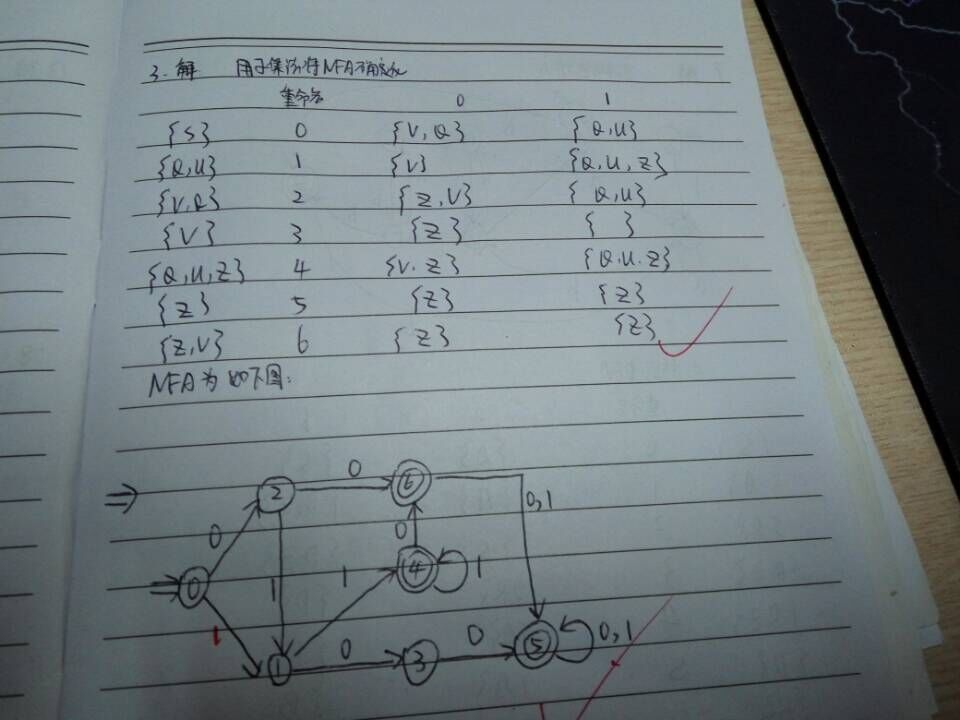 3. 解 用子集法将NFA确定化
重命名 0 1
{S} 0 {V,Q} {Q,U}
{Q,U} 1 {V} {Q,U,Z}
{V,Q} 2 {Z,V} {Q,U}
{V} 3 {Z} { }
{Q,U,Z} 4 {V.Z} {Q.U.Z}
{Z} 5 {Z} {Z}
{Z,V} 6 {Z} {Z}
NFA为如下图:
⇒ 2 0 6
0 0 0,1
⇒ 0 1 1 4 1
1 1 0 3 0 5 0,1